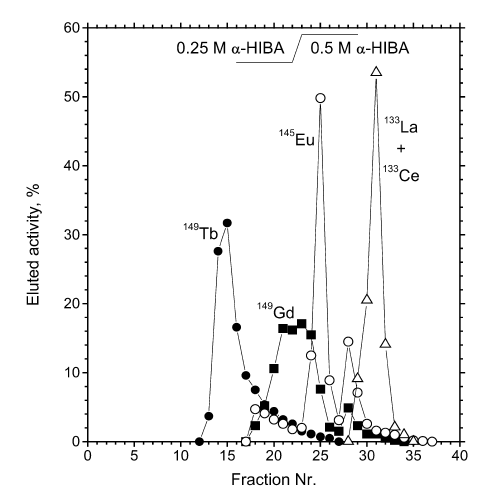 60
50
40
30
20
10
0
0.25 M α-HIBA 0.5 M α-HIBA
¹³³La
+
¹³³Ce
¹⁴⁵Eu
¹⁴⁹Tb
¹⁴⁹Gd
Eluted activity, %
0 5 10 15 20 25 30 35 40
Fraction Nr.